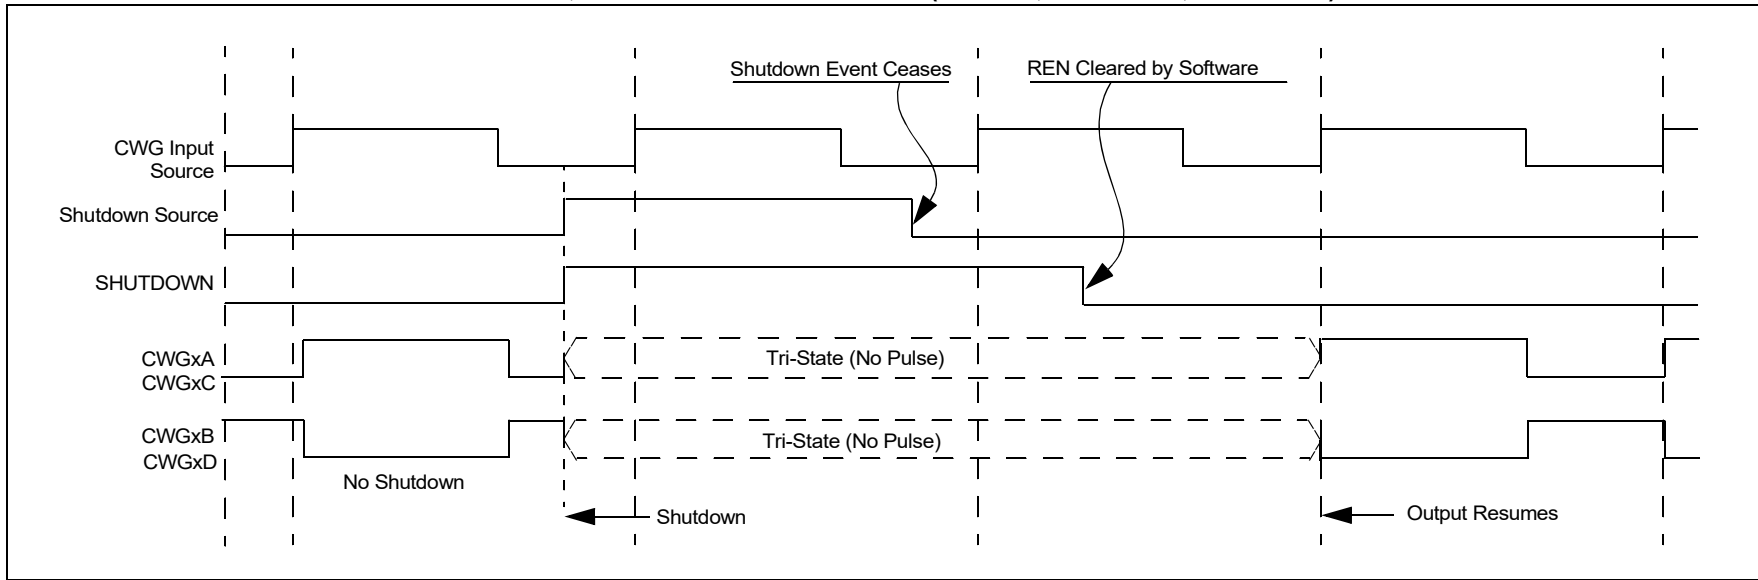 Shutdown Event Ceases
REN Cleared by Software
CWG Input
Source
Shutdown Source
SHUTDOWN
CWGxA
CWGxC
Tri-State (No Pulse)
CWGxB
CWGxD
Tri-State (No Pulse)
No Shutdown
Shutdown
Output Resumes